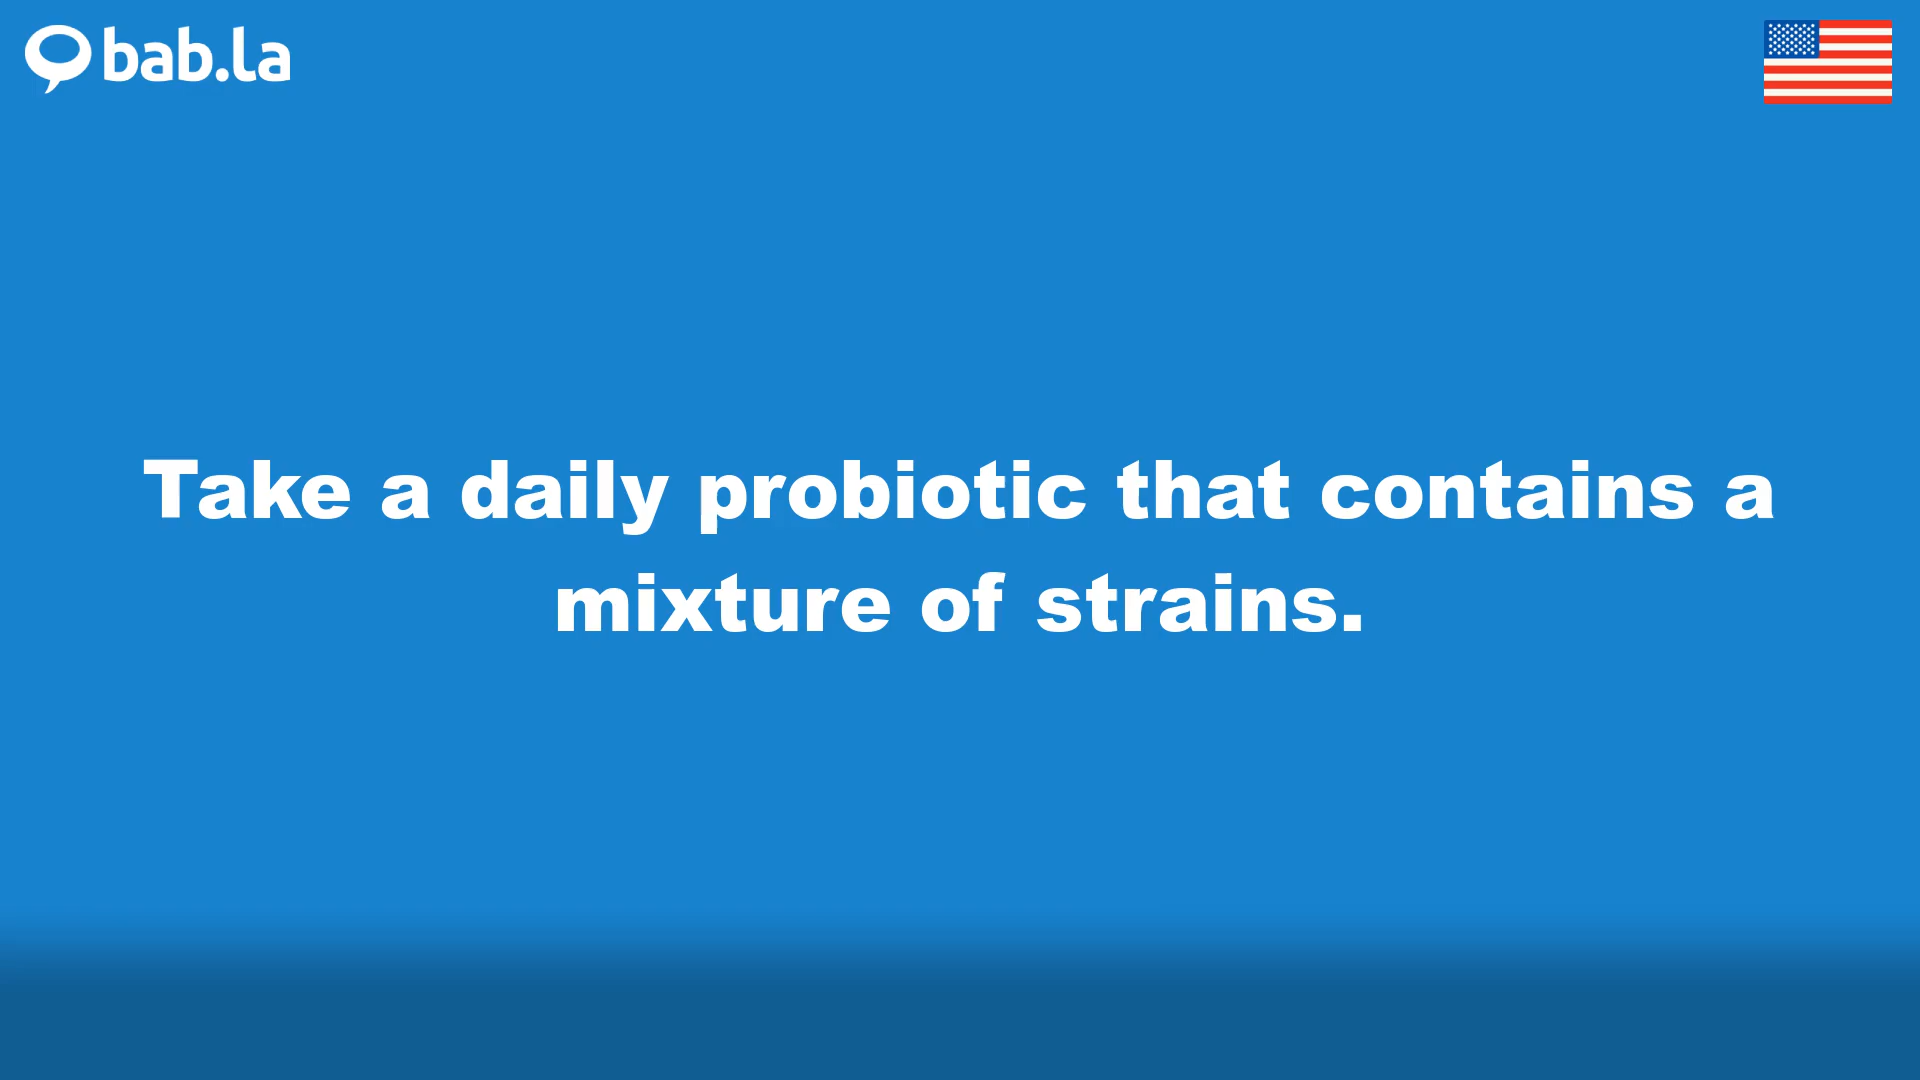 bab.la
Take a daily probiotic that contains a
mixture of strains.